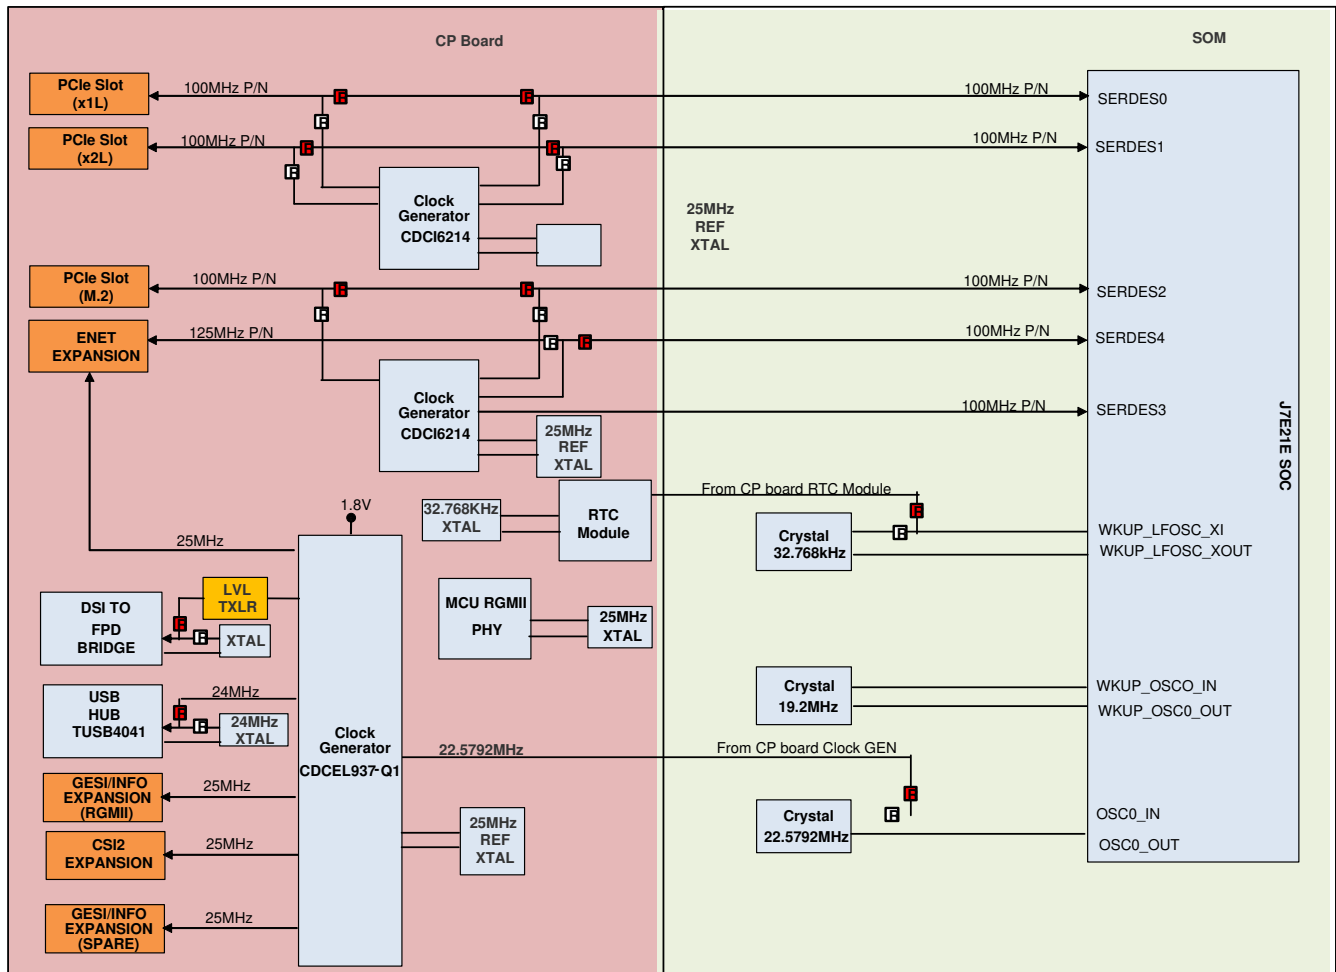 CP Board
SOM
PCIe Slot
(x1L)
100MHz P/N
100MHz P/N
SERDES0
PCIe Slot
(x2L)
100MHz P/N
100MHz P/N
SERDES1
Clock
Generator
CDCI6214
25MHz
REF
XTAL
PCIe Slot
(M.2)
100MHz P/N
100MHz P/N
SERDES2
ENET
EXPANSION
125MHz P/N
100MHz P/N
SERDES4
Clock
Generator
CDCI6214
100MHz P/N
SERDES3
25MHz
REF
XTAL
J7E21E SOC
From CP board RTC Module
1.8V
32.768KHz
XTAL
RTC
Module
Crystal
32.768kHz
WKUP_LFOSC_XI
WKUP_LFOSC_XOUT
25MHz
LVL
TXLR
DSI TO
FPD
BRIDGE
XTAL
MCU RGMII
PHY
25MHz
XTAL
USB
HUB
TUSB4041
24MHz
24MHz
XTAL
Crystal
19.2MHz
WKUP_OSCO_IN
WKUP_OSC0_OUT
Clock
Generator
CDCEL937-Q1
22.5792MHz
From CP board Clock GEN
GESI/INFO
EXPANSION
(RGMII)
25MHz
Crystal
22.5792MHz
OSC0_IN
OSC0_OUT
25MHz
REF
XTAL
CSI2
EXPANSION
25MHz
GESI/INFO
EXPANSION
(SPARE)
25MHz